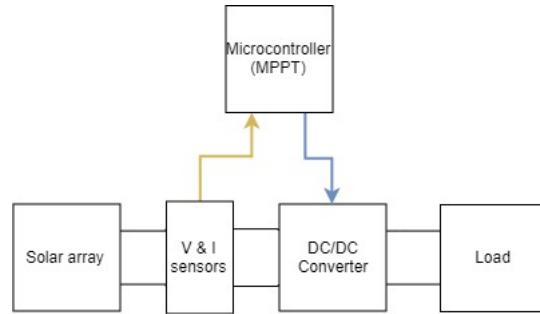 Microcontroller
(MPPT)
Solar array
V & I
sensors
DC/DC
Converter
Load